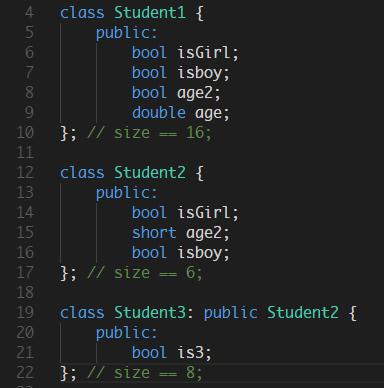 4 class Student1 {
5 public:
6 bool isGirl;
7 bool isboy;
8 bool age2;
9 double age;
10 }; // size == 16;
11
12 class Student2 {
13 public:
14 bool isGirl;
15 short age2;
16 bool isboy;
17 }; // size == 6;
18
19 class Student3: public Student2 {
20 public:
21 bool is3;
22 }; // size == 8;